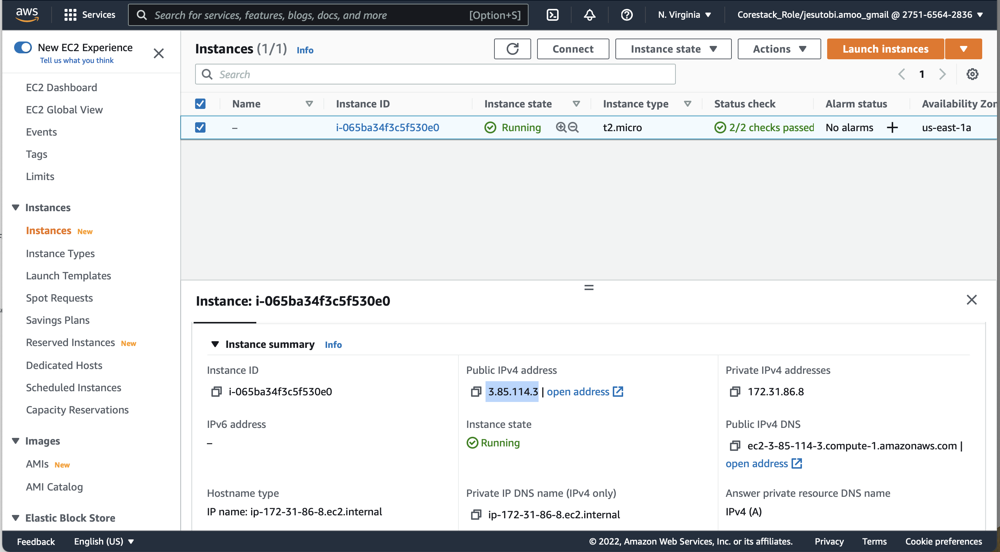 aws
Services
Search for services, features, blogs, docs, and more [Option+S]
N. Virginia
Corestack_Role/jesutobi.amoo_gmail @ 2751-6564-2836
New EC2 Experience
Tell us what you think
EC2 Dashboard
EC2 Global View
Events
Tags
Limits
Instances
Instances New
Instance Types
Launch Templates
Spot Requests
Savings Plans
Reserved Instances New
Dedicated Hosts
Scheduled Instances
Capacity Reservations
Images
AMIs New
AMI Catalog
Elastic Block Store
Instances (1/1) Info
Connect
Instance state
Actions
Launch instances
Search
1
Name Instance ID Instance state Instance type Status check Alarm status Availability Zon
– i-065ba34f3c5f530e0 Running t2.micro 2/2 checks passed No alarms us-east-1a
Instance: i-065ba34f3c5f530e0
Instance summary Info
Instance ID
i-065ba34f3c5f530e0
Public IPv4 address
3.85.114.3 | open address
Private IPv4 addresses
172.31.86.8
IPv6 address
–
Instance state
Running
Public IPv4 DNS
ec2-3-85-114-3.compute-1.amazonaws.com |
open address
Hostname type
IP name: ip-172-31-86-8.ec2.internal
Private IP DNS name (IPv4 only)
ip-172-31-86-8.ec2.internal
Answer private resource DNS name
IPv4 (A)
Feedback
English (US)
© 2022, Amazon Web Services, Inc. or its affiliates.
Privacy
Terms
Cookie preferences